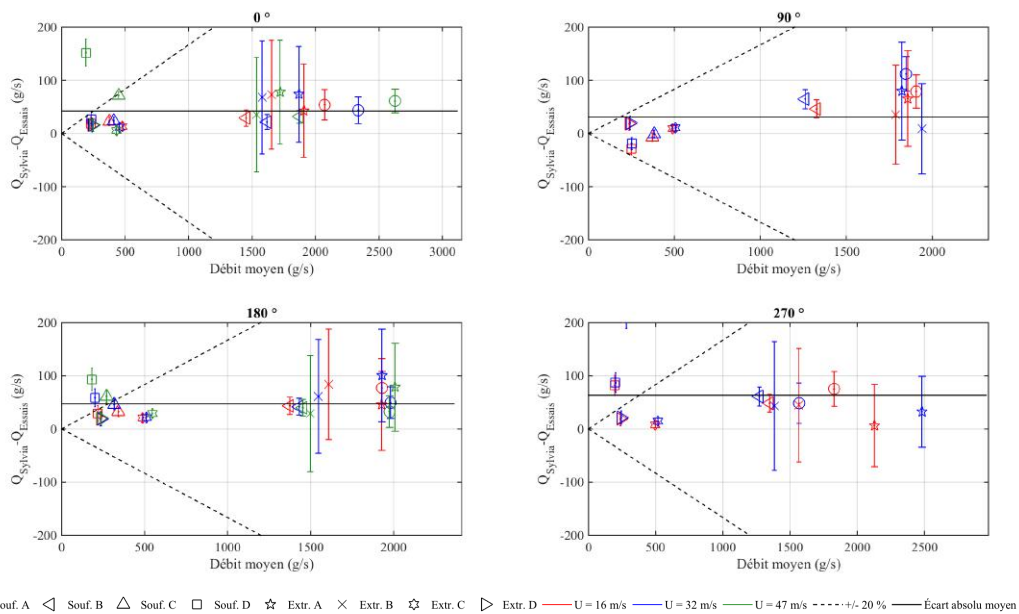 0 °
200
100
0
-100
-200
Q_Sylvia-Q_Essais (g/s)
0 500 1000 1500 2000 2500 3000
Débit moyen (g/s)
90 °
200
100
0
-100
-200
Q_Sylvia-Q_Essais (g/s)
0 500 1000 1500 2000
Débit moyen (g/s)
180 °
200
100
0
-100
-200
Q_Sylvia-Q_Essais (g/s)
0 500 1000 1500 2000
Débit moyen (g/s)
270 °
200
100
0
-100
-200
Q_Sylvia-Q_Essais (g/s)
0 500 1000 1500 2000 2500
Débit moyen (g/s)
ouf. A Souf. B Souf. C Souf. D Extr. A Extr. B Extr. C Extr. D U = 16 m/s U = 32 m/s U = 47 m/s +/- 20 % Écart absolu moyen